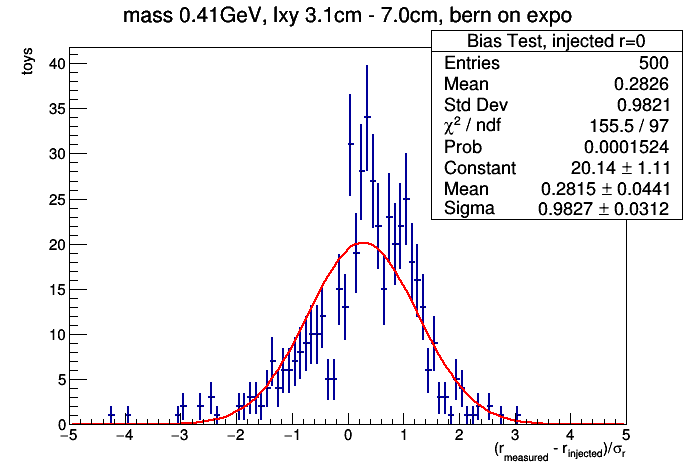 mass 0.41GeV, lxy 3.1cm - 7.0cm, bern on expo
Bias Test, injected r=0
Entries 500
Mean 0.2826
Std Dev 0.9821
χ² / ndf 155.5 / 97
Prob 0.0001524
Constant 20.14 ± 1.11
Mean 0.2815 ± 0.0441
Sigma 0.9827 ± 0.0312
toys
40
35
30
25
20
15
10
5
0
−5 −4 −3 −2 −1 0 1 2 3 4 5
(r_measured - r_injected)/σ_r